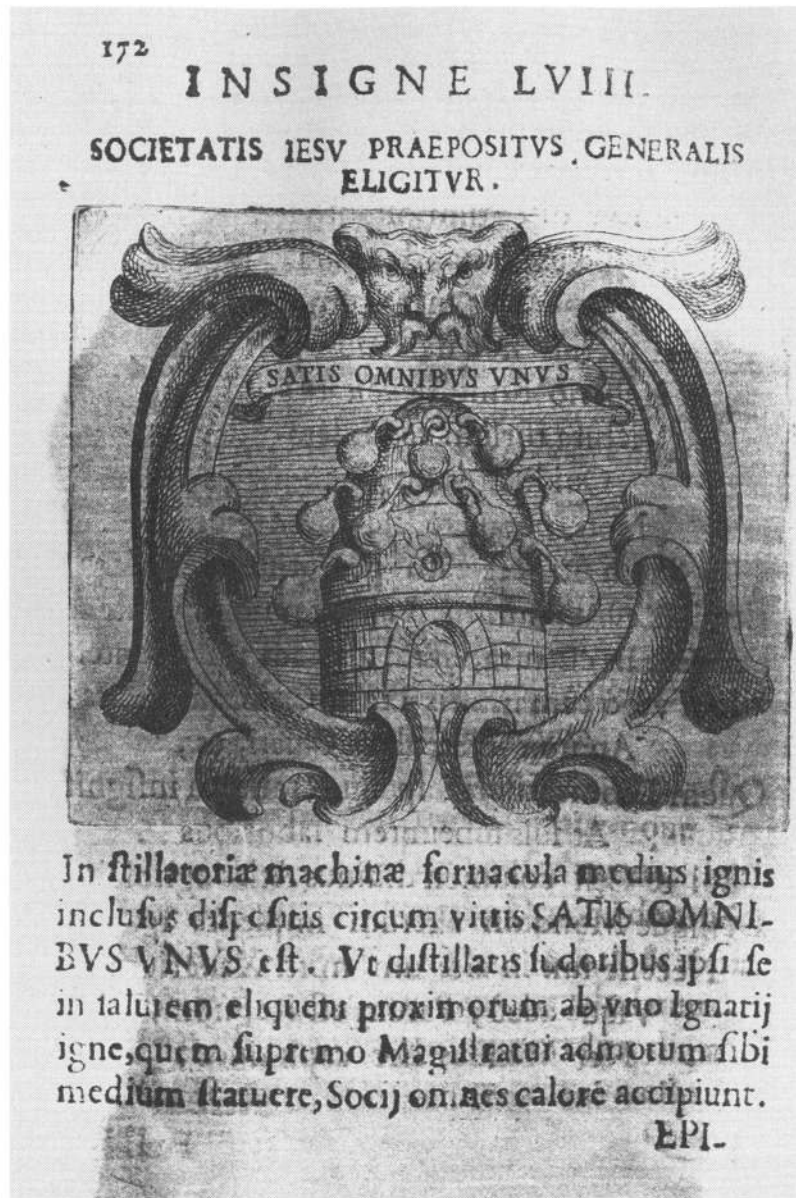 172
INSIGNE LVIII.
SOCIETATIS IESV PRAEPOSITVS GENERALIS
ELIGITVR.
SATIS OMNIBVS VNVS
In ſtillatoriæ machinæ fornacula medius ignis
incluſus diſpoſitis circum vitris SATIS OMNI-
BVS VNVS eſt. Vt diſtillatis ſudoribus ipſi ſe
in ſalutem eliquent proximorum, ab vno Ignatij
igne, quem ſupremo Magiſtratui admotum ſibi
medium ſtatuere, Socij omnes calorē accipiunt.
EPI-